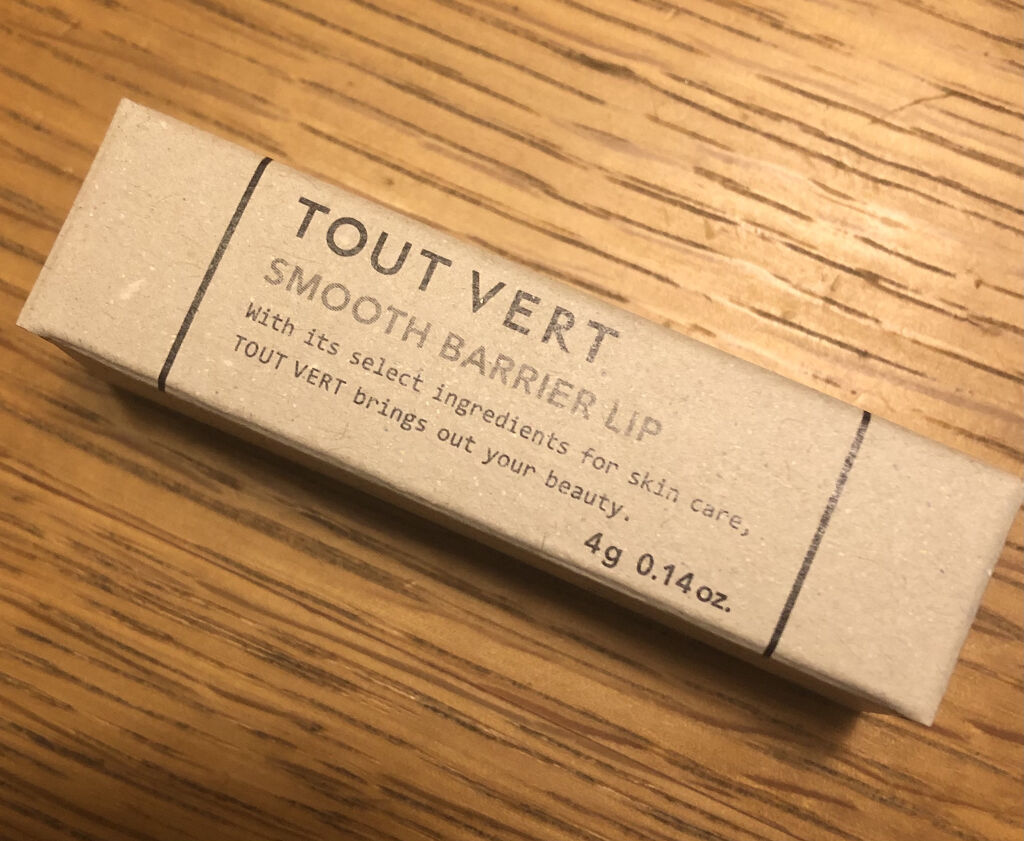 TOUT VERT
SMOOTH BARRIER LIP
With its select ingredients for skin care,
TOUT VERT brings out your beauty.
4g 0.14oz.